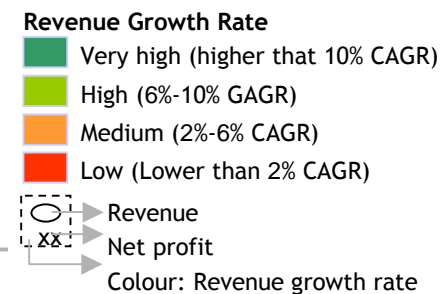 Revenue Growth Rate
Very high (higher that 10% CAGR)
High (6%-10% GAGR)
Medium (2%-6% CAGR)
Low (Lower than 2% CAGR)
Revenue
xx
Net profit
Colour: Revenue growth rate